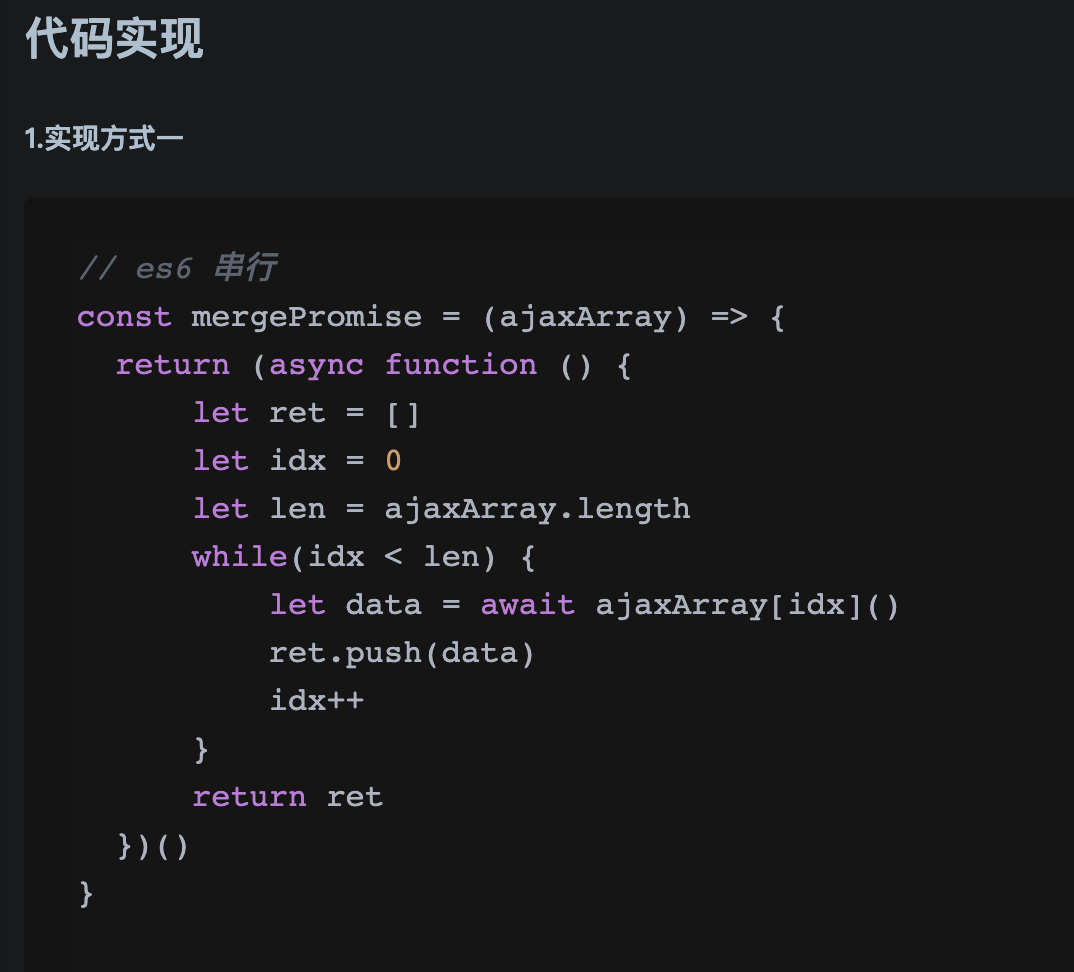 代码实现
1.实现方式一
// es6 串行
const mergePromise = (ajaxArray) => {
  return (async function () {
      let ret = []
      let idx = 0
      let len = ajaxArray.length
      while(idx < len) {
          let data = await ajaxArray[idx]()
          ret.push(data)
          idx++
      }
      return ret
  })()
}